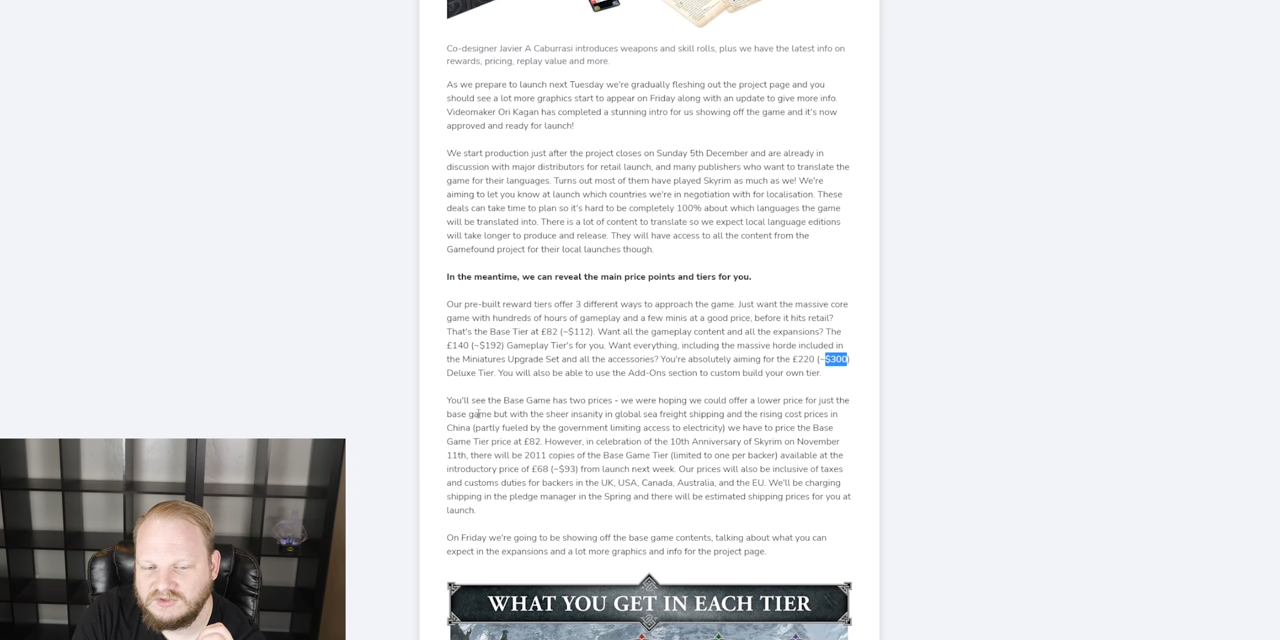 Co-designer Javier A Caburrasi introduces weapons and skill rolls, plus we have the latest info on
rewards, pricing, replay value and more.
As we prepare to launch next Tuesday we're gradually fleshing out the project page and you
should see a lot more graphics start to appear on Friday along with an update to give more info.
Videomaker Ori Kagan has completed a stunning intro for us showing off the game and it's now
approved and ready for launch!
We start production just after the project closes on Sunday 5th December and are already in
discussion with major distributors for retail launch, and many publishers who want to translate the
game for their languages. Turns out most of them have played Skyrim as much as we! We're
aiming to let you know at launch which countries we're in negotiation with for localisation. These
deals can take time to plan so it's hard to be completely 100% about which languages the game
will be translated into. There is a lot of content to translate so we expect local language editions
will take longer to produce and release. They will have access to all the content from the
Gamefound project for their local launches though.
In the meantime, we can reveal the main price points and tiers for you.
Our pre-built reward tiers offer 3 different ways to approach the game. Just want the massive core
game with hundreds of hours of gameplay and a few minis at a good price, before it hits retail?
That's the Base Tier at £82 (~$112). Want all the gameplay content and all the expansions? The
£140 (~$192) Gameplay Tier's for you. Want everything, including the massive horde included in
the Miniatures Upgrade Set and all the accessories? You're absolutely aiming for the £220 (~$300)
Deluxe Tier. You will also be able to use the Add-Ons section to custom build your own tier.
You'll see the Base Game has two prices - we were hoping we could offer a lower price for just the
base game but with the sheer insanity in global sea freight shipping and the rising cost prices in
China (partly fueled by the government limiting access to electricity) we have to price the Base
Game Tier price at £82. However, in celebration of the 10th Anniversary of Skyrim on November
11th, there will be 2011 copies of the Base Game Tier (limited to one per backer) available at the
introductory price of £68 (~$93) from launch next week. Our prices will also be inclusive of taxes
and customs duties for backers in the UK, USA, Canada, Australia, and the EU. We'll be charging
shipping in the pledge manager in the Spring and there will be estimated shipping prices for you at
launch.
On Friday we're going to be showing off the base game contents, talking about what you can
expect in the expansions and a lot more graphics and info for the project page.
WHAT YOU GET IN EACH TIER